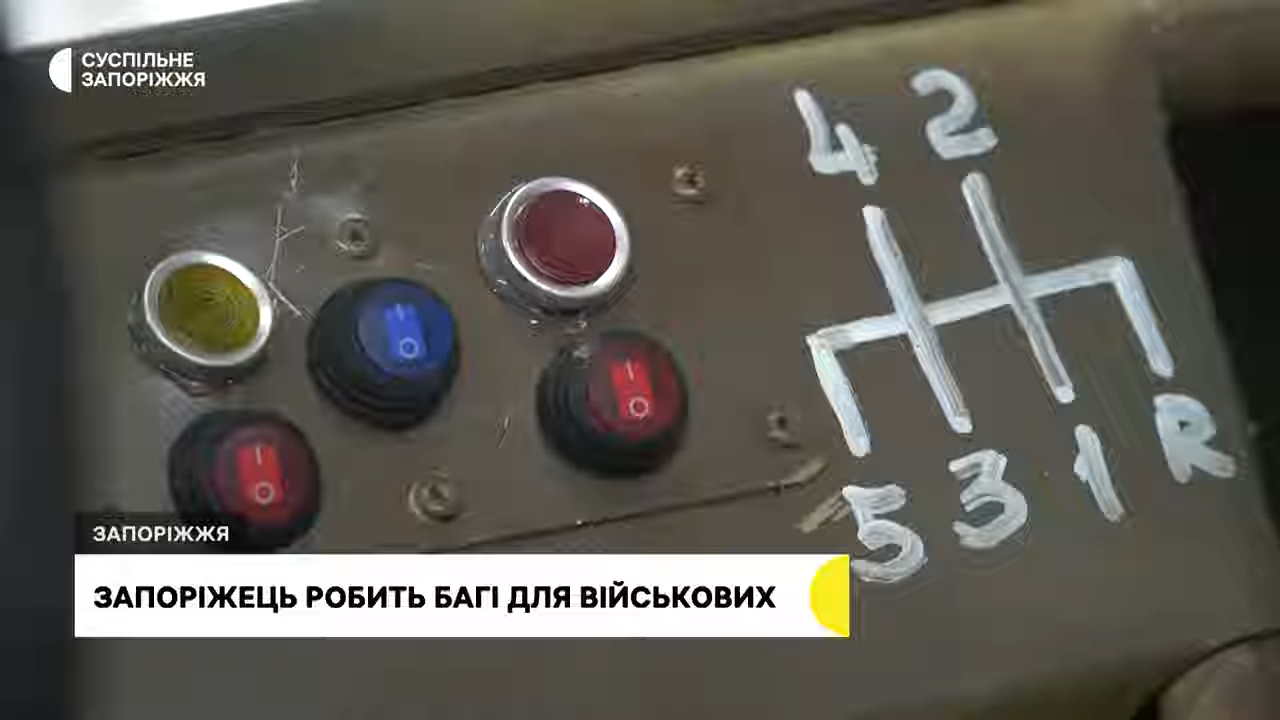 СУСПІЛЬНЕ
ЗАПОРІЖЖЯ
4 2
5 3 1 R
ЗАПОРІЖЖЯ
ЗАПОРІЖЕЦЬ РОБИТЬ БАГІ ДЛЯ ВІЙСЬКОВИХ